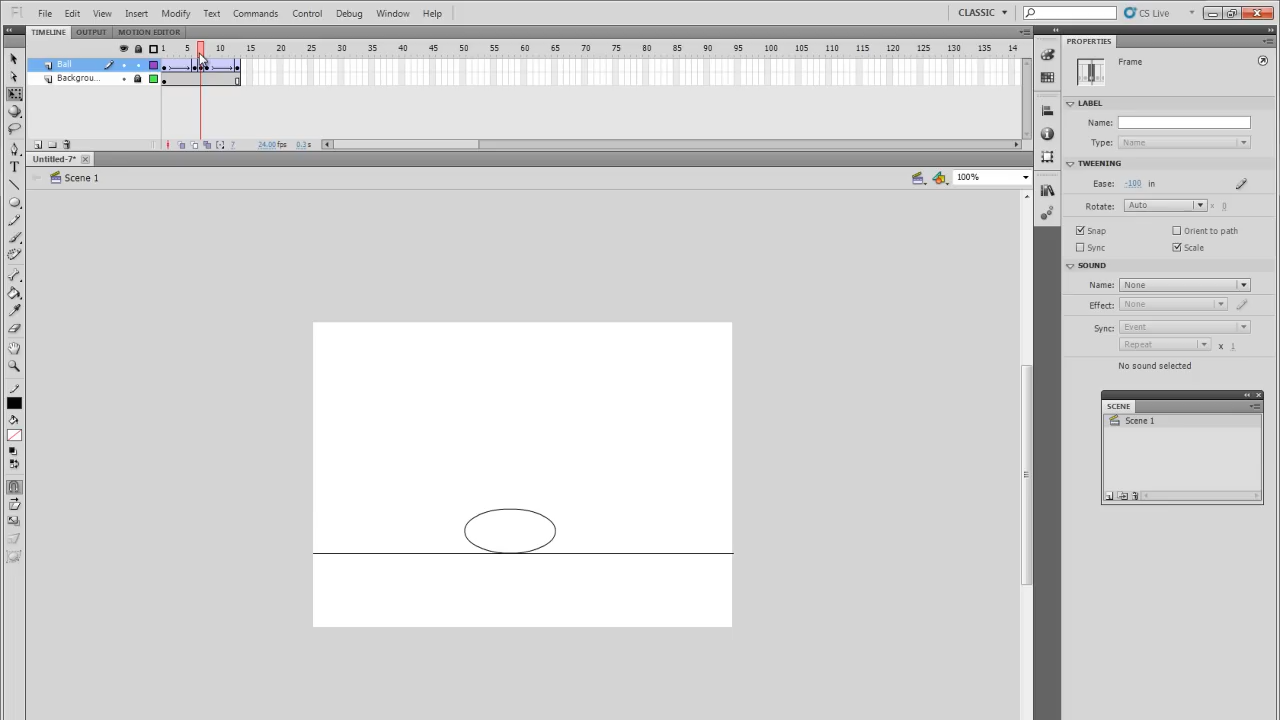 Fl File Edit View Insert Modify Text Commands Control Debug Window Help CLASSIC CS Live
TIMELINE OUTPUT MOTION EDITOR
1 5 10 15 20 25 30 35 40 45 50 55 60 65 70 75 80 85 90 95 100 105 110 115 120 125 130 135 14
Ball
Backgrou...
24.00 fps 0.3 s
Untitled-7*
Scene 1
100%
PROPERTIES
Frame
LABEL
Name:
Type: Name
TWEENING
Ease: -100 in
Rotate: Auto x 0
Snap Orient to path
Sync Scale
SOUND
Name: None
Effect: None
Sync: Event
Repeat x 1
No sound selected
SCENE
Scene 1